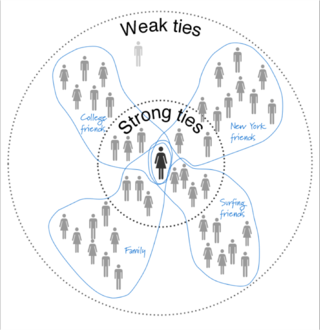 Weak ties
Strong ties
College
friends
New York
friends
Surfing
friends
Family